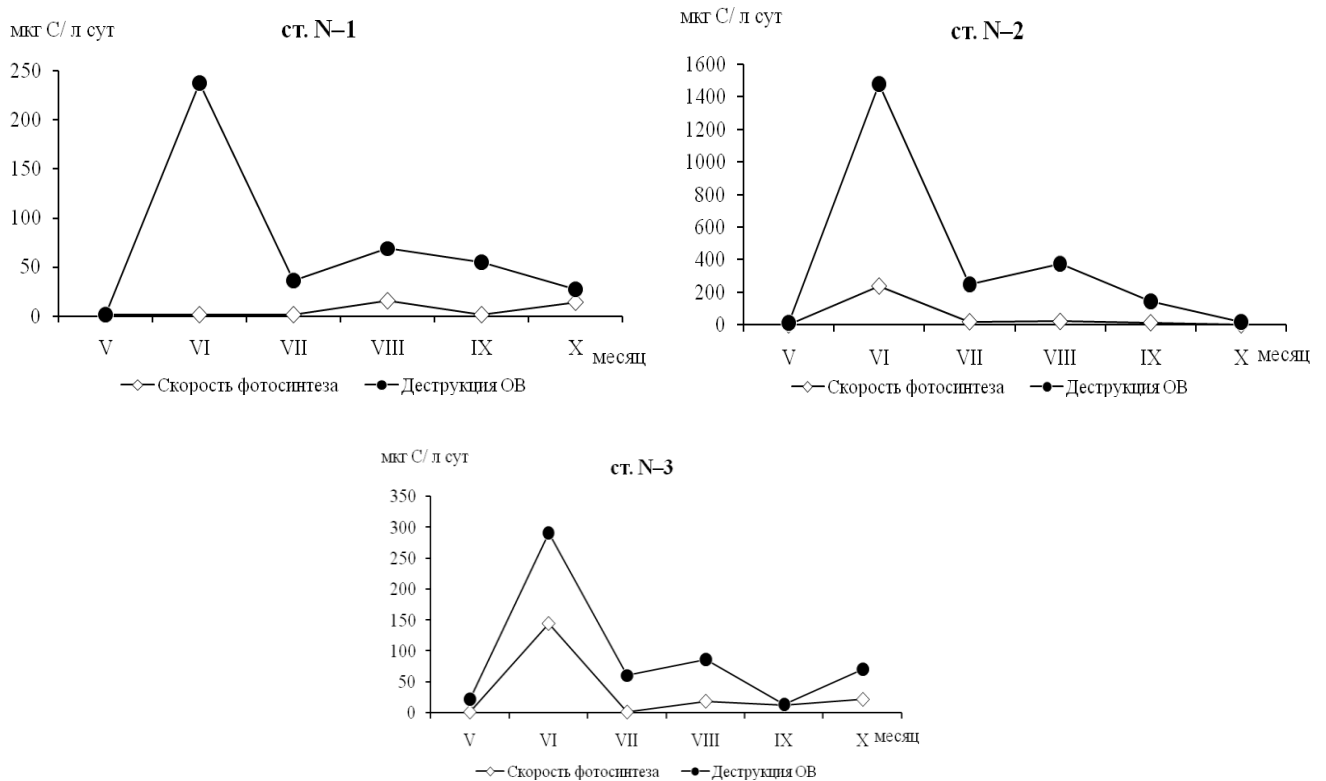 мкг С/ л сут
ст. N–1
250
200
150
100
50
0
V VI VII VIII IX X месяц
Скорость фотосинтеза Деструкция ОВ
мкг С/ л сут
ст. N–2
1600
1400
1200
1000
800
600
400
200
0
V VI VII VIII IX X месяц
Скорость фотосинтеза Деструкция ОВ
мкг С/ л сут
ст. N–3
350
300
250
200
150
100
50
0
V VI VII VIII IX X месяц
Скорость фотосинтеза Деструкция ОВ